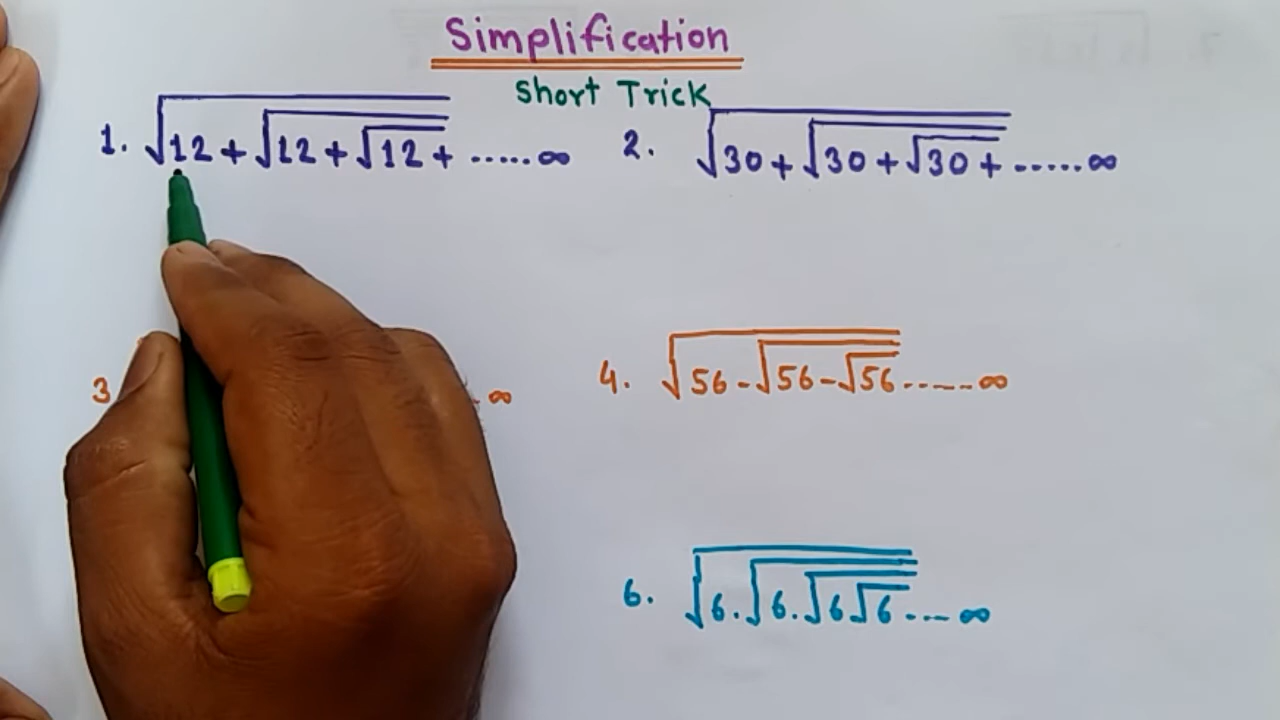 Simplification
Short Trick
1. √12 + √12 + √12 + ..... ∞
2. √30 + √30 + √30 + ..... ∞
3 . ∞
4. √56 - √56 - √56 ...... ∞
6. √6. √6. √6 √6 .... ∞